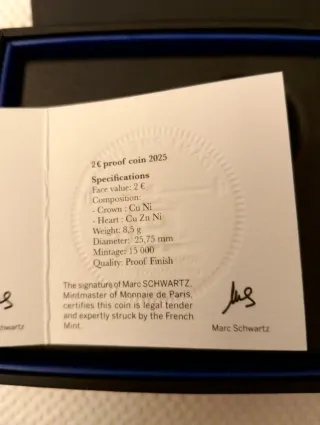 2 € proof coin 2025
Specifications
Face value: 2 €
Composition:
- Crown : Cu Ni
- Heart : Cu Zn Ni
Weight: 8,5 g
Diameter: 25,75 mm
Mintage: 15 000
Quality: Proof Finish
The signature of Marc SCHWARTZ,
Mintmaster of Monnaie de Paris,
certifies this coin is legal tender
and expertly struck by the French
Mint.
Marc Schwartz